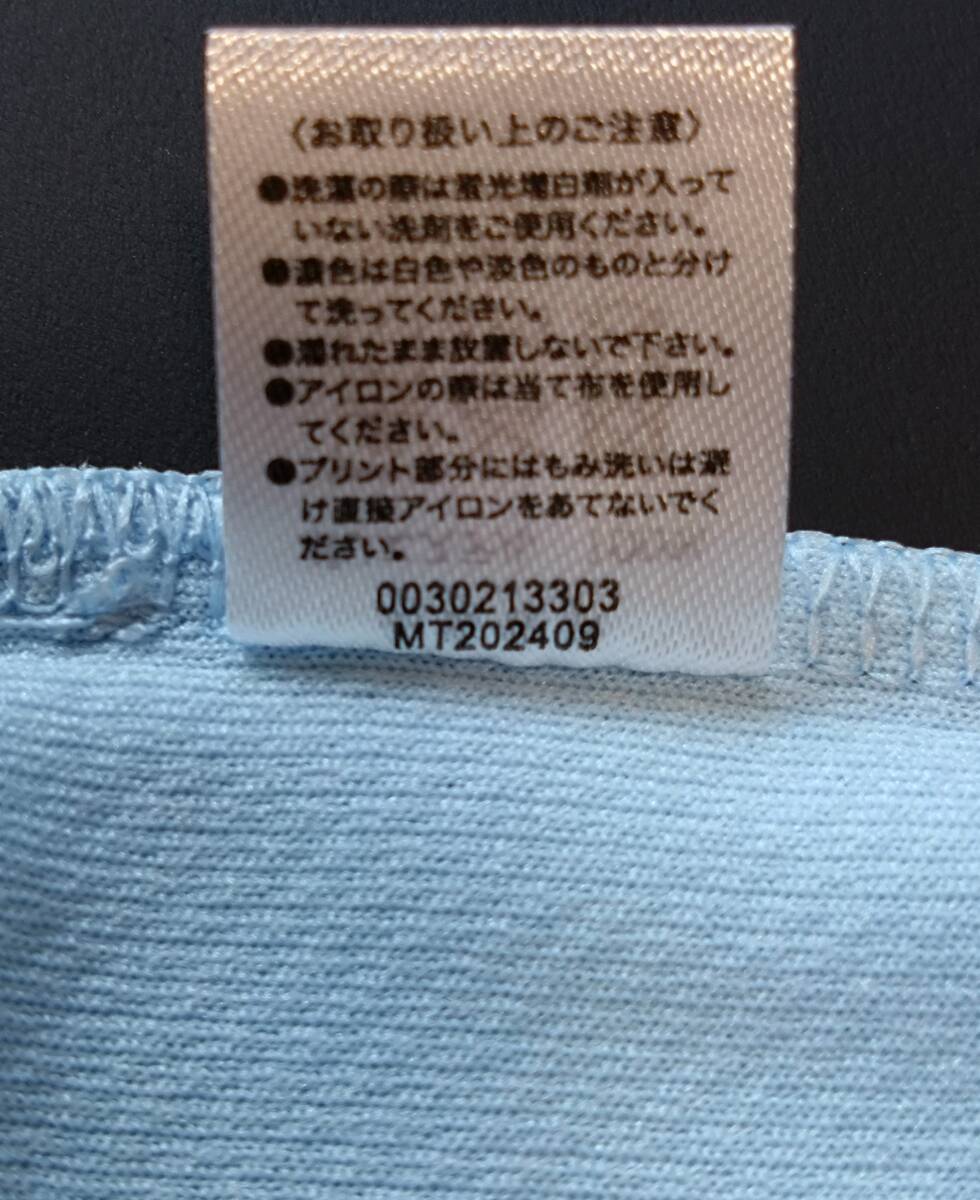 〈お取り扱い上のご注意〉
●洗濯の際は蛍光増白剤が入って
いない洗剤をご使用ください。
●濃色は白色や淡色のものと分け
て洗ってください。
●濡れたまま放置しないで下さい。
●アイロンの際は当て布を使用し
てください。
●プリント部分にはもみ洗いは避
け直接アイロンをあてないでく
ださい。
0030213303
MT202409